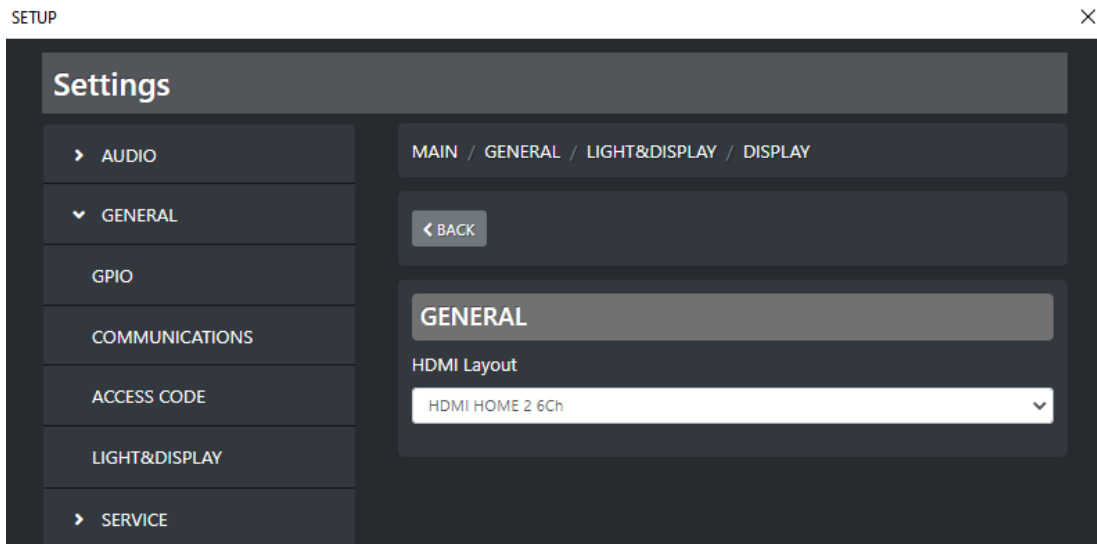 SETUP
Settings
AUDIO
GENERAL
GPIO
COMMUNICATIONS
ACCESS CODE
LIGHT&DISPLAY
SERVICE
MAIN / GENERAL / LIGHT&DISPLAY / DISPLAY
BACK
GENERAL
HDMI Layout
HDMI HOME 2 6Ch